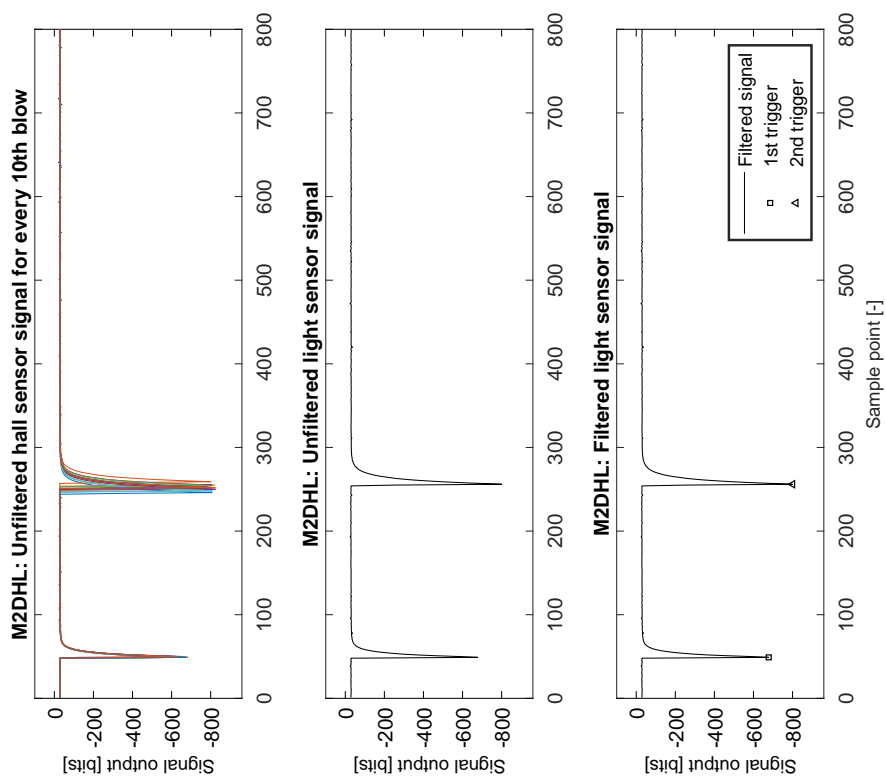 M2DHL: Unfiltered hall sensor signal for every 10th blow
Signal output [bits]
0
-200
-400
-600
-800
0 100 200 300 400 500 600 700 800
M2DHL: Unfiltered light sensor signal
Signal output [bits]
0
-200
-400
-600
-800
0 100 200 300 400 500 600 700 800
M2DHL: Filtered light sensor signal
Signal output [bits]
0
-200
-400
-600
-800
Filtered signal
1st trigger
2nd trigger
0 100 200 300 400 500 600 700 800
Sample point [-]